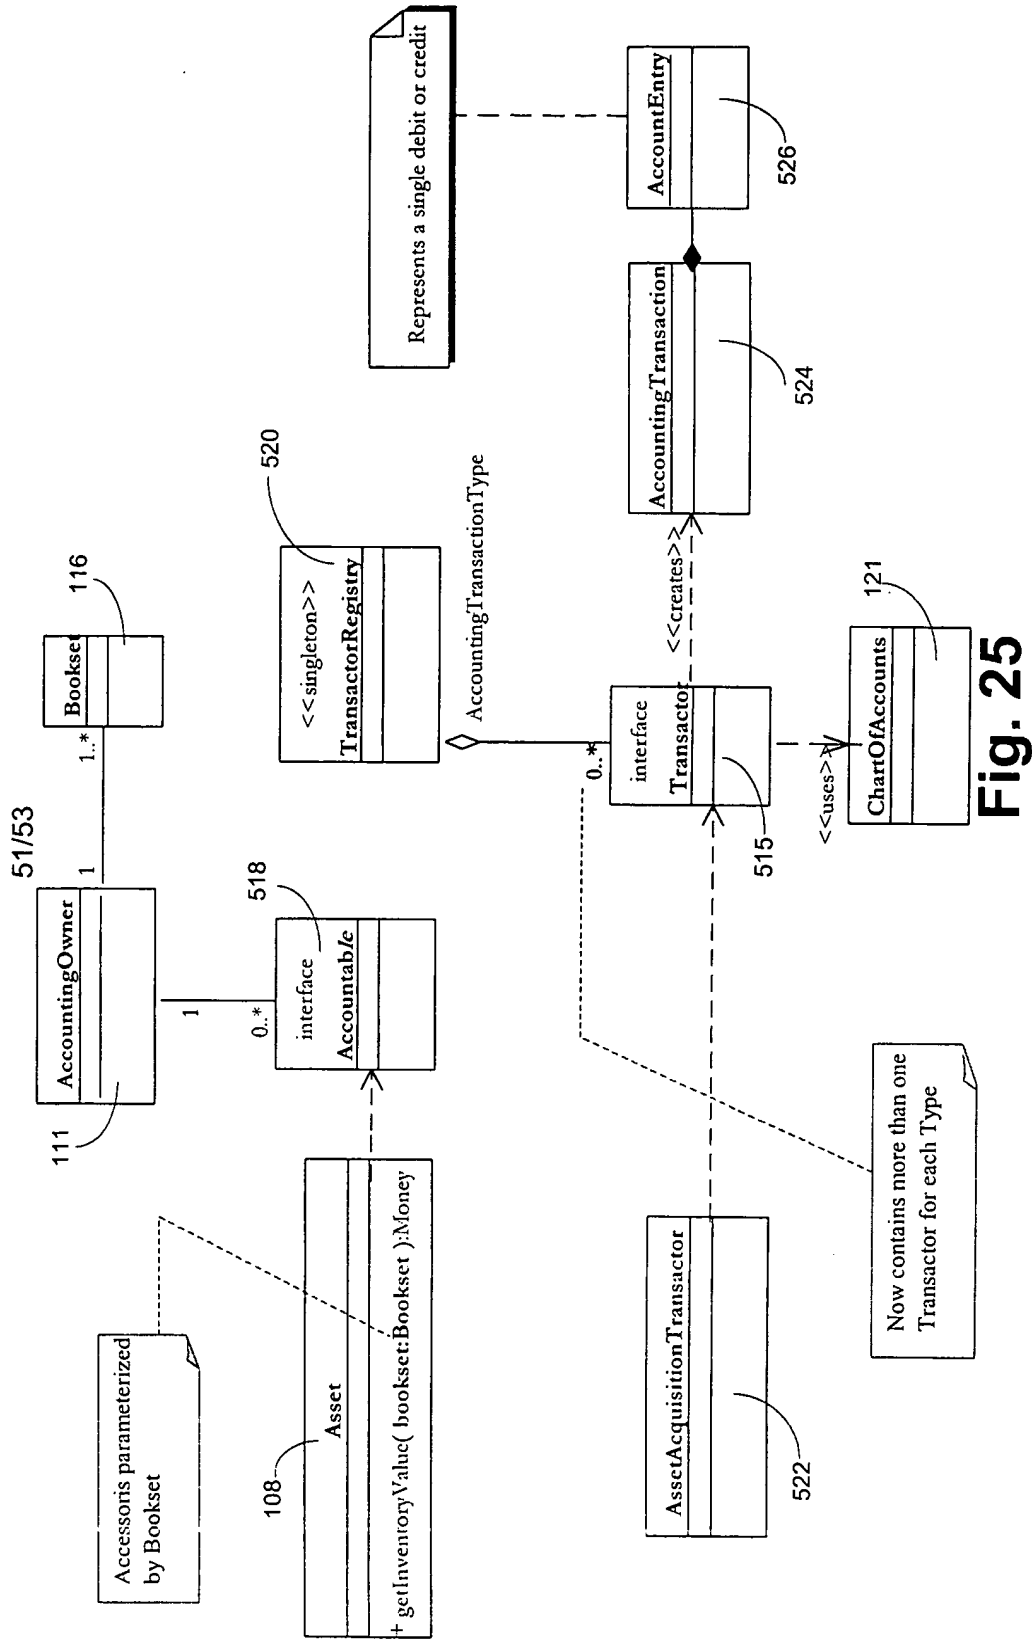 51/53
AccountingOwner
111
1
1..*
Bookset
116
Accessoris parameterized
by Bookset
1
0..*
interface
Accountable
518
Asset
108
+ getInventoryValue( bookset:Bookset ):Money
<<singleton>>
TransactorRegistry
520
AccountingTransactionType
0..*
Represents a single debit or credit
interface
Transactor
515
<<creates>>
AssetAcquisitionTransactor
522
AccountingTransaction
524
AccountEntry
526
<<uses>>
ChartOfAccounts
121
Now contains more than one
Transactor for each Type
Fig. 25